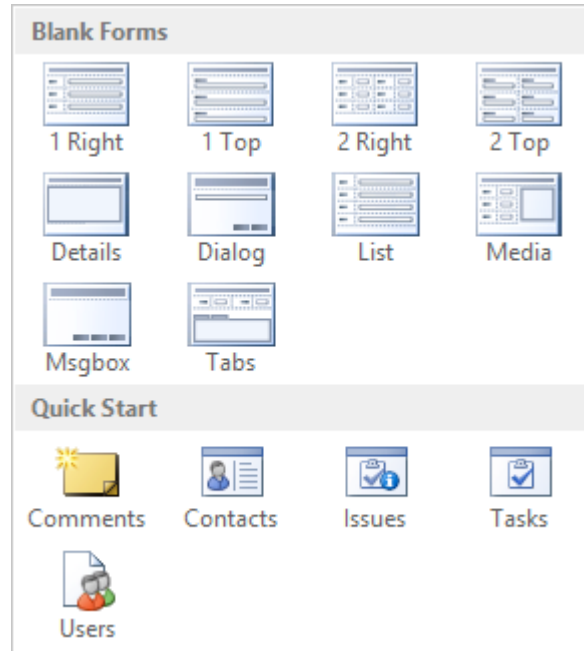 Blank Forms
1 Right 1 Top 2 Right 2 Top
Details Dialog List Media
Msgbox Tabs
Quick Start
Comments Contacts Issues Tasks
Users